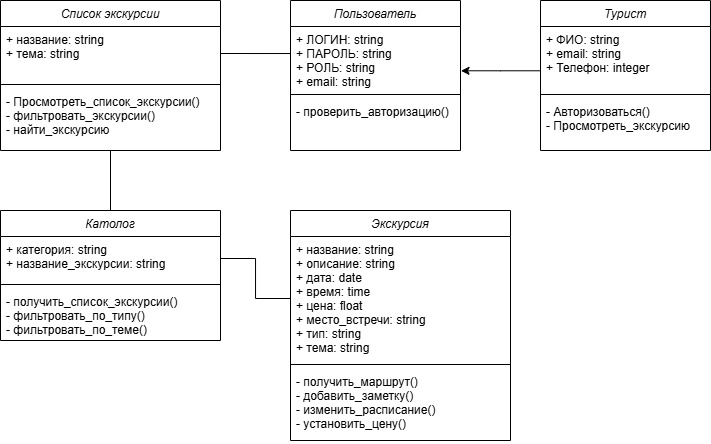 Список экскурсии
+ название: string
+ тема: string
- Просмотреть_список_экскурсии()
- фильтровать_экскурсии()
- найти_экскурсию
Пользователь
+ ЛОГИН: string
+ ПАРОЛЬ: string
+ РОЛЬ: string
+ email: string
- проверить_авторизацию()
Турист
+ ФИО: string
+ email: string
+ Телефон: integer
- Авторизоваться()
- Просмотреть_экскурсию
Католог
+ категория: string
+ название_экскурсии: string
- получить_список_экскурсии()
- фильтровать_по_типу()
- фильтровать_по_теме()
Экскурсия
+ название: string
+ описание: string
+ дата: date
+ время: time
+ цена: float
+ место_встречи: string
+ тип: string
+ тема: string
- получить_маршрут()
- добавить_заметку()
- изменить_расписание()
- установить_цену()